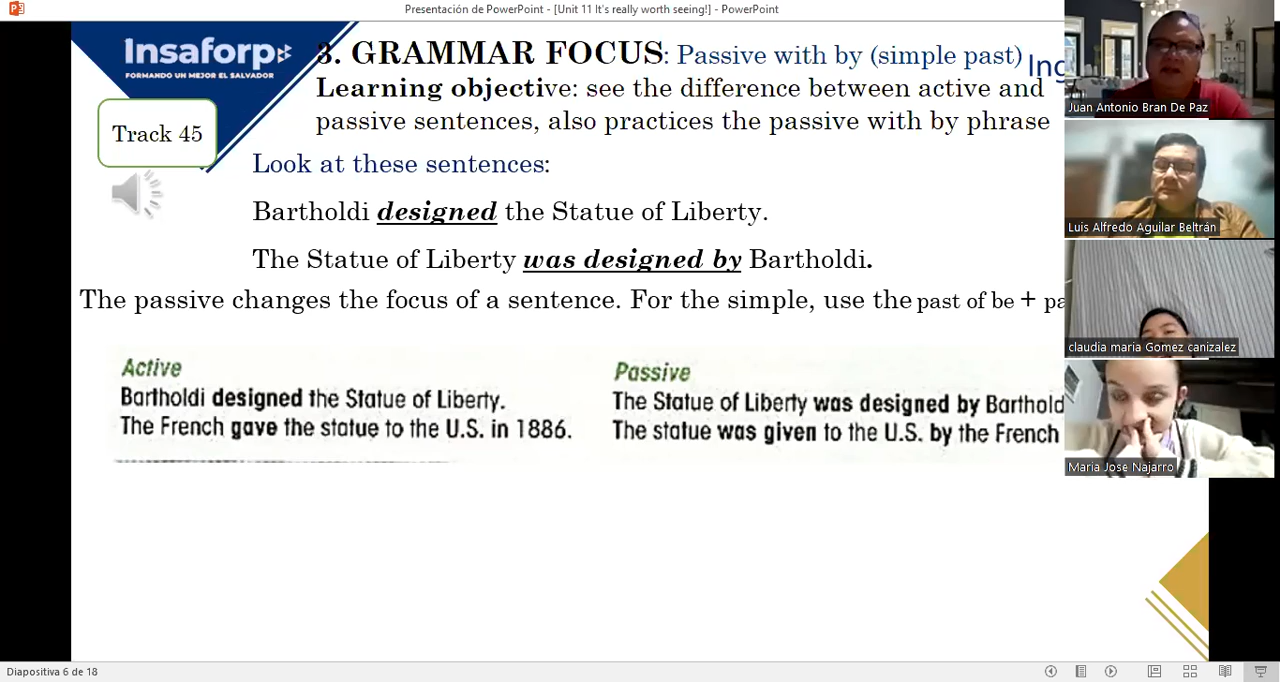 Presentación de PowerPoint - [Unit 11 It's really worth seeing!] - PowerPoint
Insaforp
FORMANDO UN MEJOR EL SALVADOR
3. GRAMMAR FOCUS: Passive with by (simple past)
Learning objective: see the difference between active and
passive sentences, also practices the passive with by phrase
Track 45
Look at these sentences:
Bartholdi designed the Statue of Liberty.
The Statue of Liberty was designed by Bartholdi.
The passive changes the focus of a sentence. For the simple, use the past of be +
Active
Bartholdi designed the Statue of Liberty.
The French gave the statue to the U.S. in 1886.
Passive
The Statue of Liberty was designed by Barthold
The statue was given to the U.S. by the French
Juan Antonio Bran De Paz
Luis Alfredo Aguilar Beltrán
claudia maria Gomez canizalez
Maria Jose Najarro
Diapositiva 6 de 18